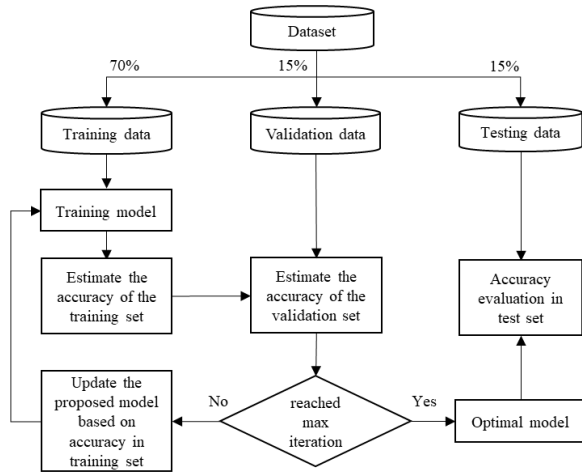 Dataset
70%
15%
15%
Training data
Validation data
Testing data
Training model
Estimate the
accuracy of the
training set
Estimate the
accuracy of the
validation set
Accuracy
evaluation in
test set
Update the
proposed model
based on
accuracy in
training set
No
reached
max
iteration
Yes
Optimal model